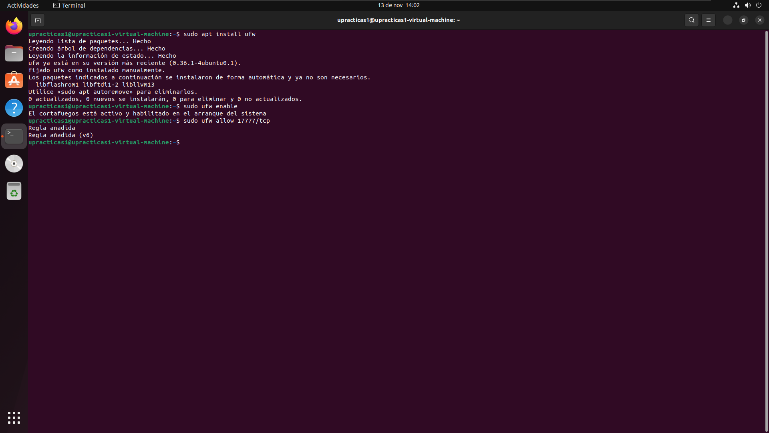 Actividades
Terminal
13 de nov 14:02
upracticas1@upracticas1-virtual-machine: ~
upracticas1@upracticas1-virtual-machine:~$ sudo apt install ufw
Leyendo lista de paquetes... Hecho
Creando árbol de dependencias... Hecho
Leyendo la información de estado... Hecho
ufw ya está en su versión más reciente (0.36.1-4ubuntu0.1).
fijado ufw como instalado manualmente.
Los paquetes indicados a continuación se instalaron de forma automática y ya no son necesarios.
libflashrom1 libftdi1-2 libllvm13
Utilice «sudo apt autoremove» para eliminarlos.
0 actualizados, 0 nuevos se instalarán, 0 para eliminar y 0 no actualizados.
upracticas1@upracticas1-virtual-machine:~$ sudo ufw enable
El cortafuegos está activo y habilitado en el arranque del sistema
upracticas1@upracticas1-virtual-machine:~$ sudo ufw allow 17777/tcp
Regla añadida
Regla añadida (v6)
upracticas1@upracticas1-virtual-machine:~$